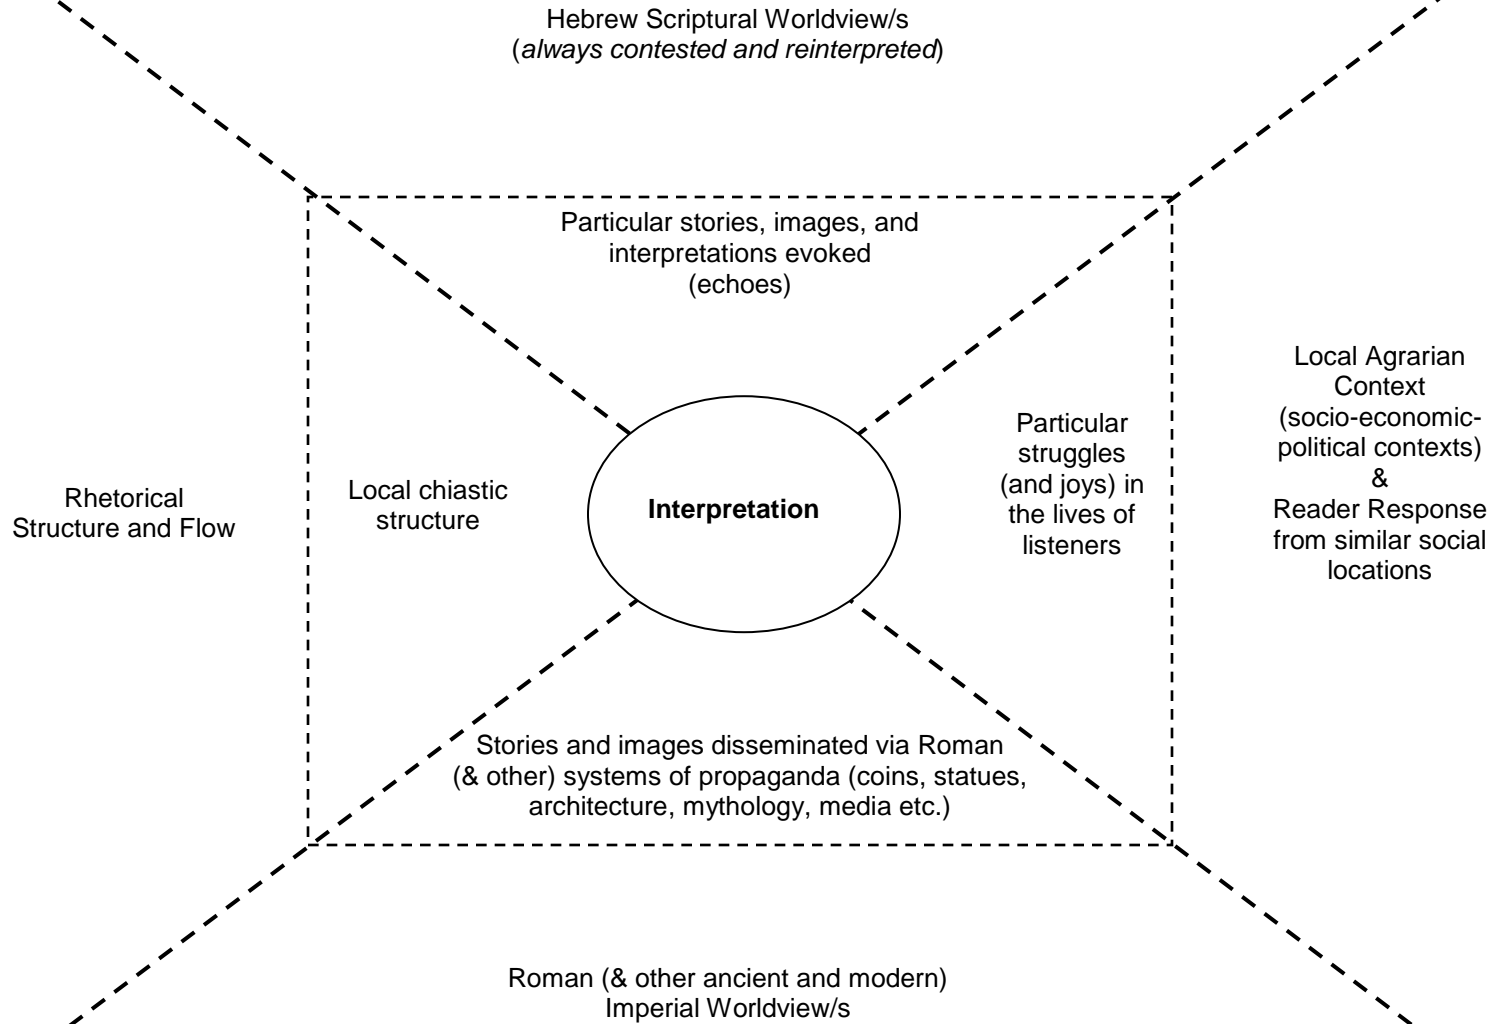 Hebrew Scriptural Worldview/s
(always contested and reinterpreted)
Particular stories, images, and
interpretations evoked
(echoes)
Rhetorical
Structure and Flow
Local chiastic
structure
Interpretation
Particular
struggles
(and joys) in
the lives of
listeners
Local Agrarian
Context
(socio-economic-
political contexts)
&
Reader Response
from similar social
locations
Stories and images disseminated via Roman
(& other) systems of propaganda (coins, statues,
architecture, mythology, media etc.)
Roman (& other ancient and modern)
Imperial Worldview/s